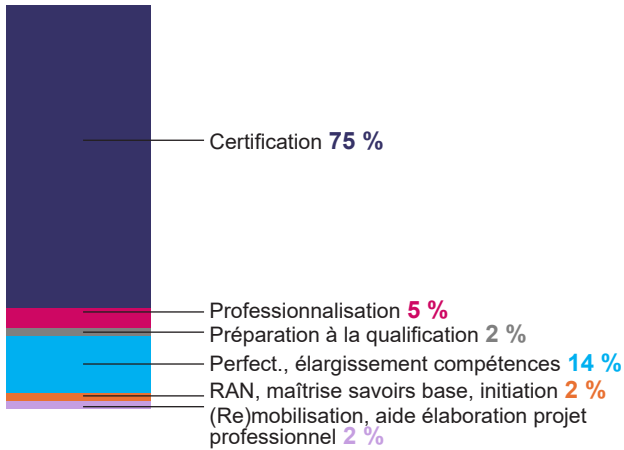 Certification 75 %
Professionnalisation 5 %
Préparation à la qualification 2 %
Perfect., élargissement compétences 14 %
RAN, maîtrise savoirs base, initiation 2 %
(Re)mobilisation, aide élaboration projet
professionnel 2 %